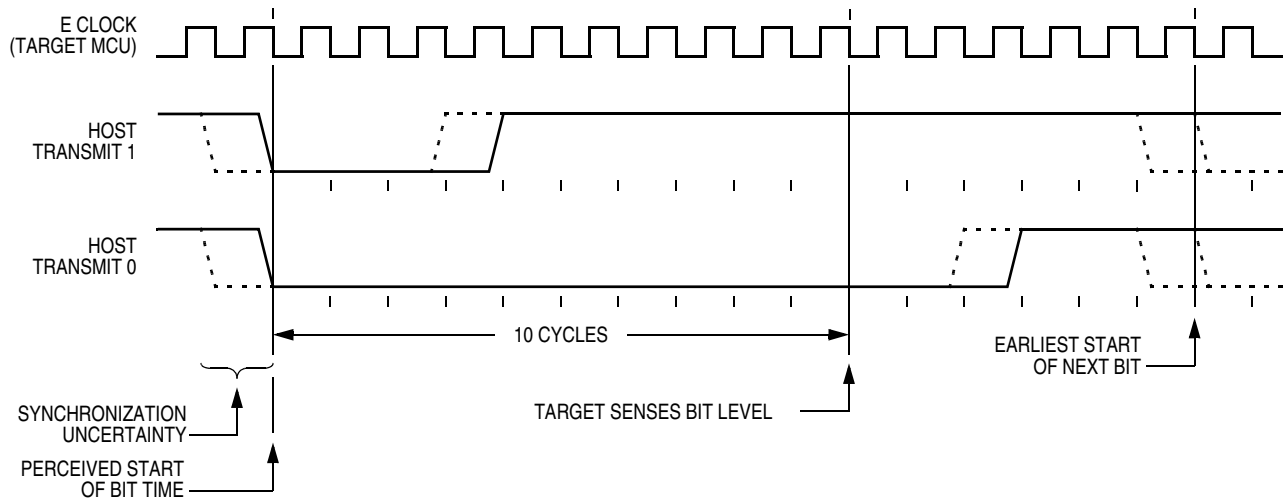 E CLOCK
(TARGET MCU)
HOST
TRANSMIT 1
HOST
TRANSMIT 0
10 CYCLES
EARLIEST START
OF NEXT BIT
SYNCHRONIZATION
UNCERTAINTY
TARGET SENSES BIT LEVEL
PERCEIVED START
OF BIT TIME